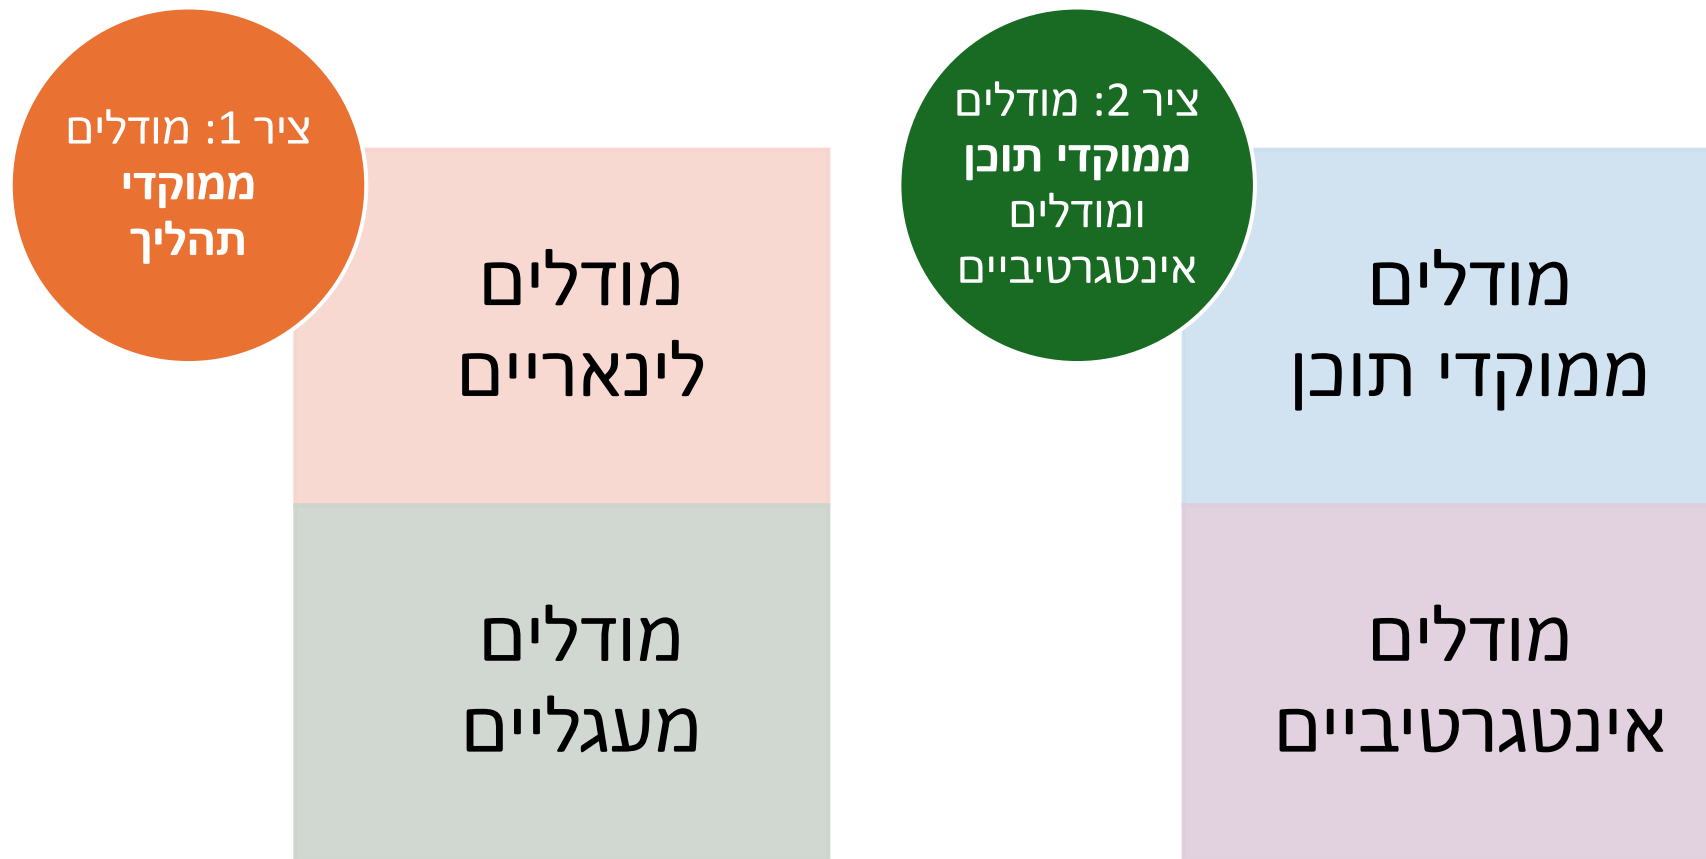 ציר 1: מודלים
ממוקדי
תהליך
מודלים
לינאריים
מודלים
מעגליים
ציר 2: מודלים
ממוקדי תוכן
ומודלים
אינטגרטיביים
מודלים
ממוקדי תוכן
מודלים
אינטגרטיביים